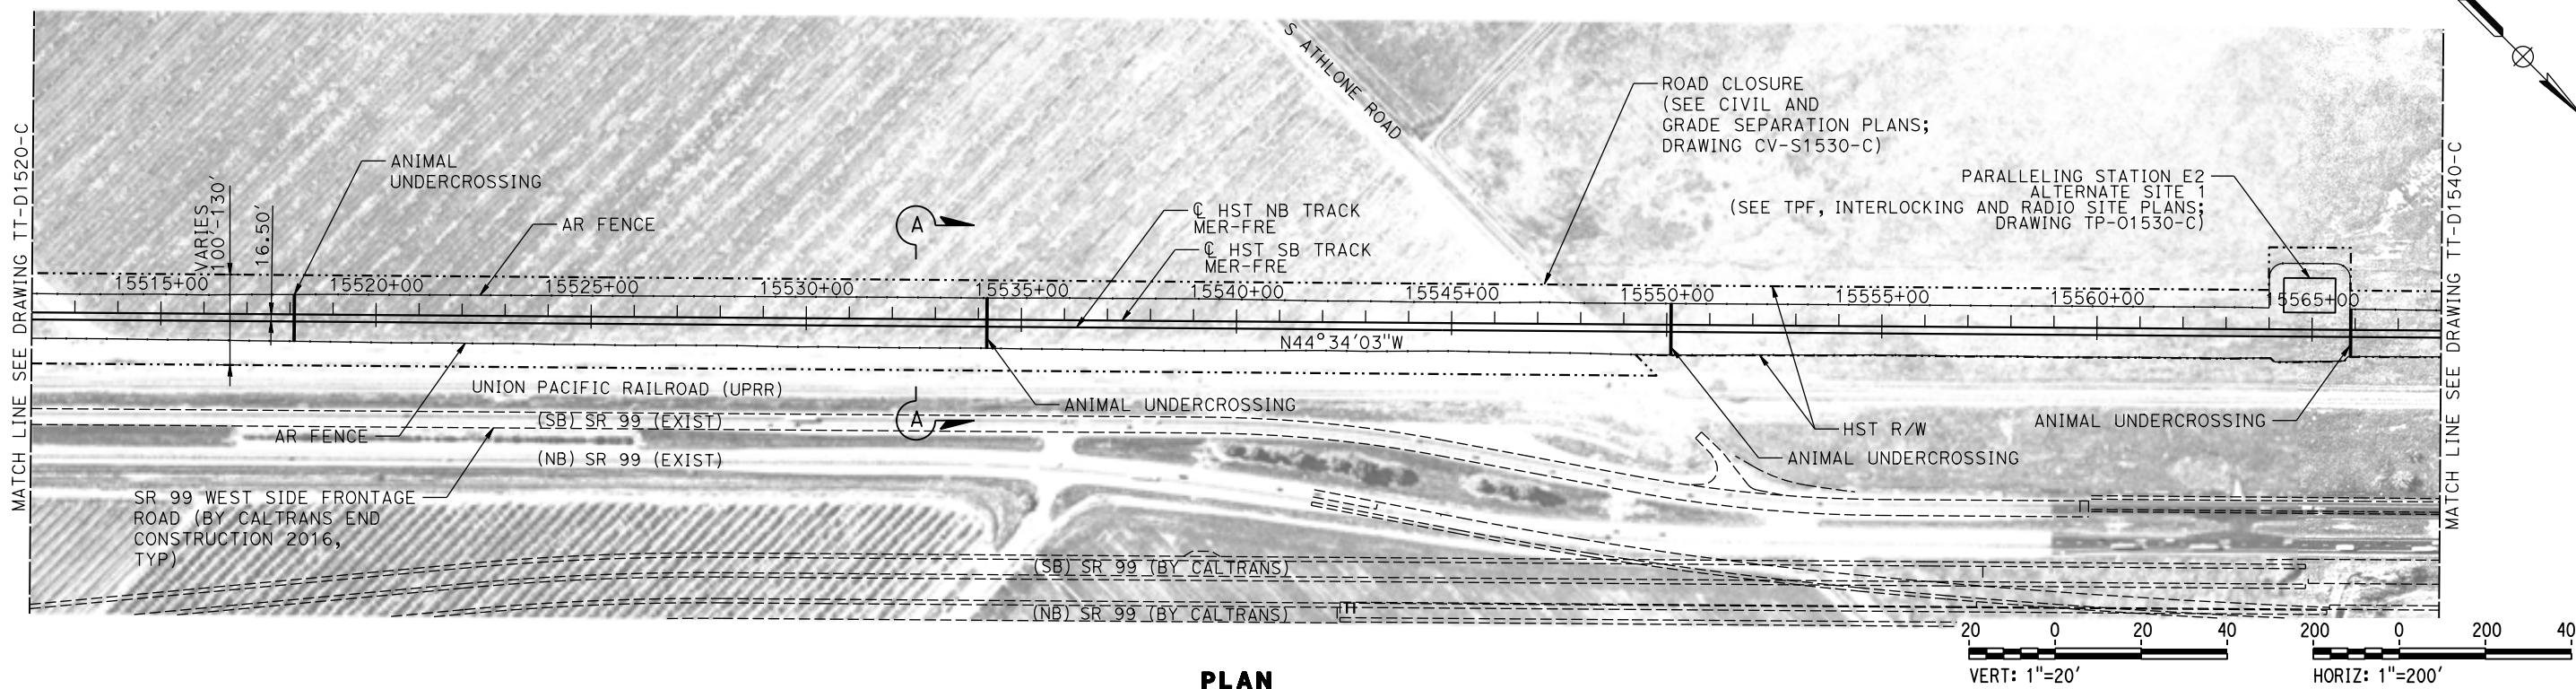 MATCH LINE SEE DRAWING TT-D1520-C
S ATHLONE ROAD
ROAD CLOSURE
(SEE CIVIL AND
GRADE SEPARATION PLANS;
DRAWING CV-S1530-C)
ANIMAL
UNDERCROSSING
AR FENCE
VARIES
100'-130'
16.50'
A
℄ HST NB TRACK
MER-FRE
℄ HST SB TRACK
MER-FRE
PARALLELING STATION E2
ALTERNATE SITE 1
(SEE TPF, INTERLOCKING AND RADIO SITE PLANS;
DRAWING TP-O1530-C)
15515+00
15520+00
15525+00
15530+00
15535+00
15540+00
15545+00
15550+00
15555+00
15560+00
15565+00
N44°34'03"W
UNION PACIFIC RAILROAD (UPRR)
(SB) SR 99 (EXIST)
AR FENCE
(NB) SR 99 (EXIST)
A
ANIMAL UNDERCROSSING
HST R/W
ANIMAL UNDERCROSSING
ANIMAL UNDERCROSSING
SR 99 WEST SIDE FRONTAGE
ROAD (BY CALTRANS END
CONSTRUCTION 2016,
TYP)
(SB) SR 99 (BY CALTRANS)
(NB) SR 99 (BY CALTRANS)
MATCH LINE SEE DRAWING TT-D1540-C
20 0 20 40
VERT: 1"=20'
200 0 200 40
HORIZ: 1"=200'
PLAN